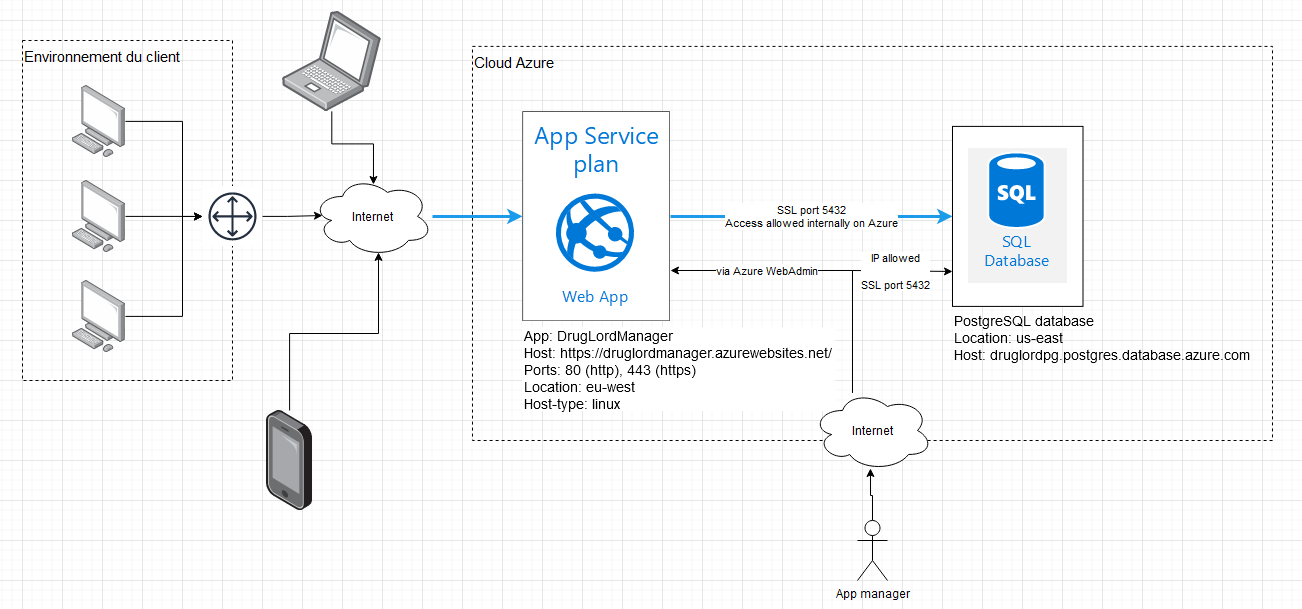 Environnement du client
Cloud Azure
App Service
plan
Web App
Internet
SSL port 5432
Access allowed internally on Azure
SQL
SQL
Database
IP allowed
via Azure WebAdmin
SSL port 5432
App: DrugLordManager
Host: https://druglordmanager.azurewebsites.net/
Ports: 80 (http), 443 (https)
Location: eu-west
Host-type: linux
PostgreSQL database
Location: us-east
Host: druglordpg.postgres.database.azure.com
Internet
App manager